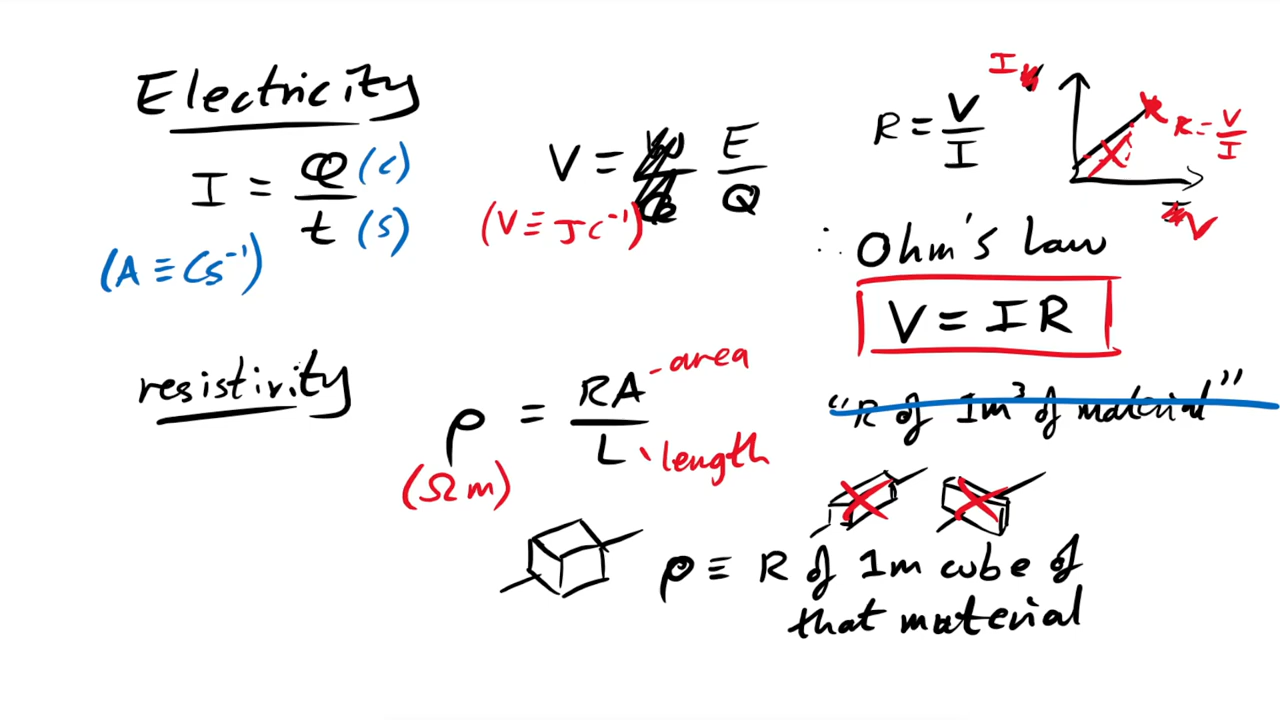 Electricity
I = Q (C)
t (s)
(A ≡ Cs⁻¹)
V = E
Q
(V ≡ JC⁻¹)
R = V
I
I
R = V
I
V
∴ Ohm's law
V = IR
resistivity
ρ = RA - area
L - length
(Ωm)
"R of 1m³ of material"
ρ ≡ R of 1m cube of
that material